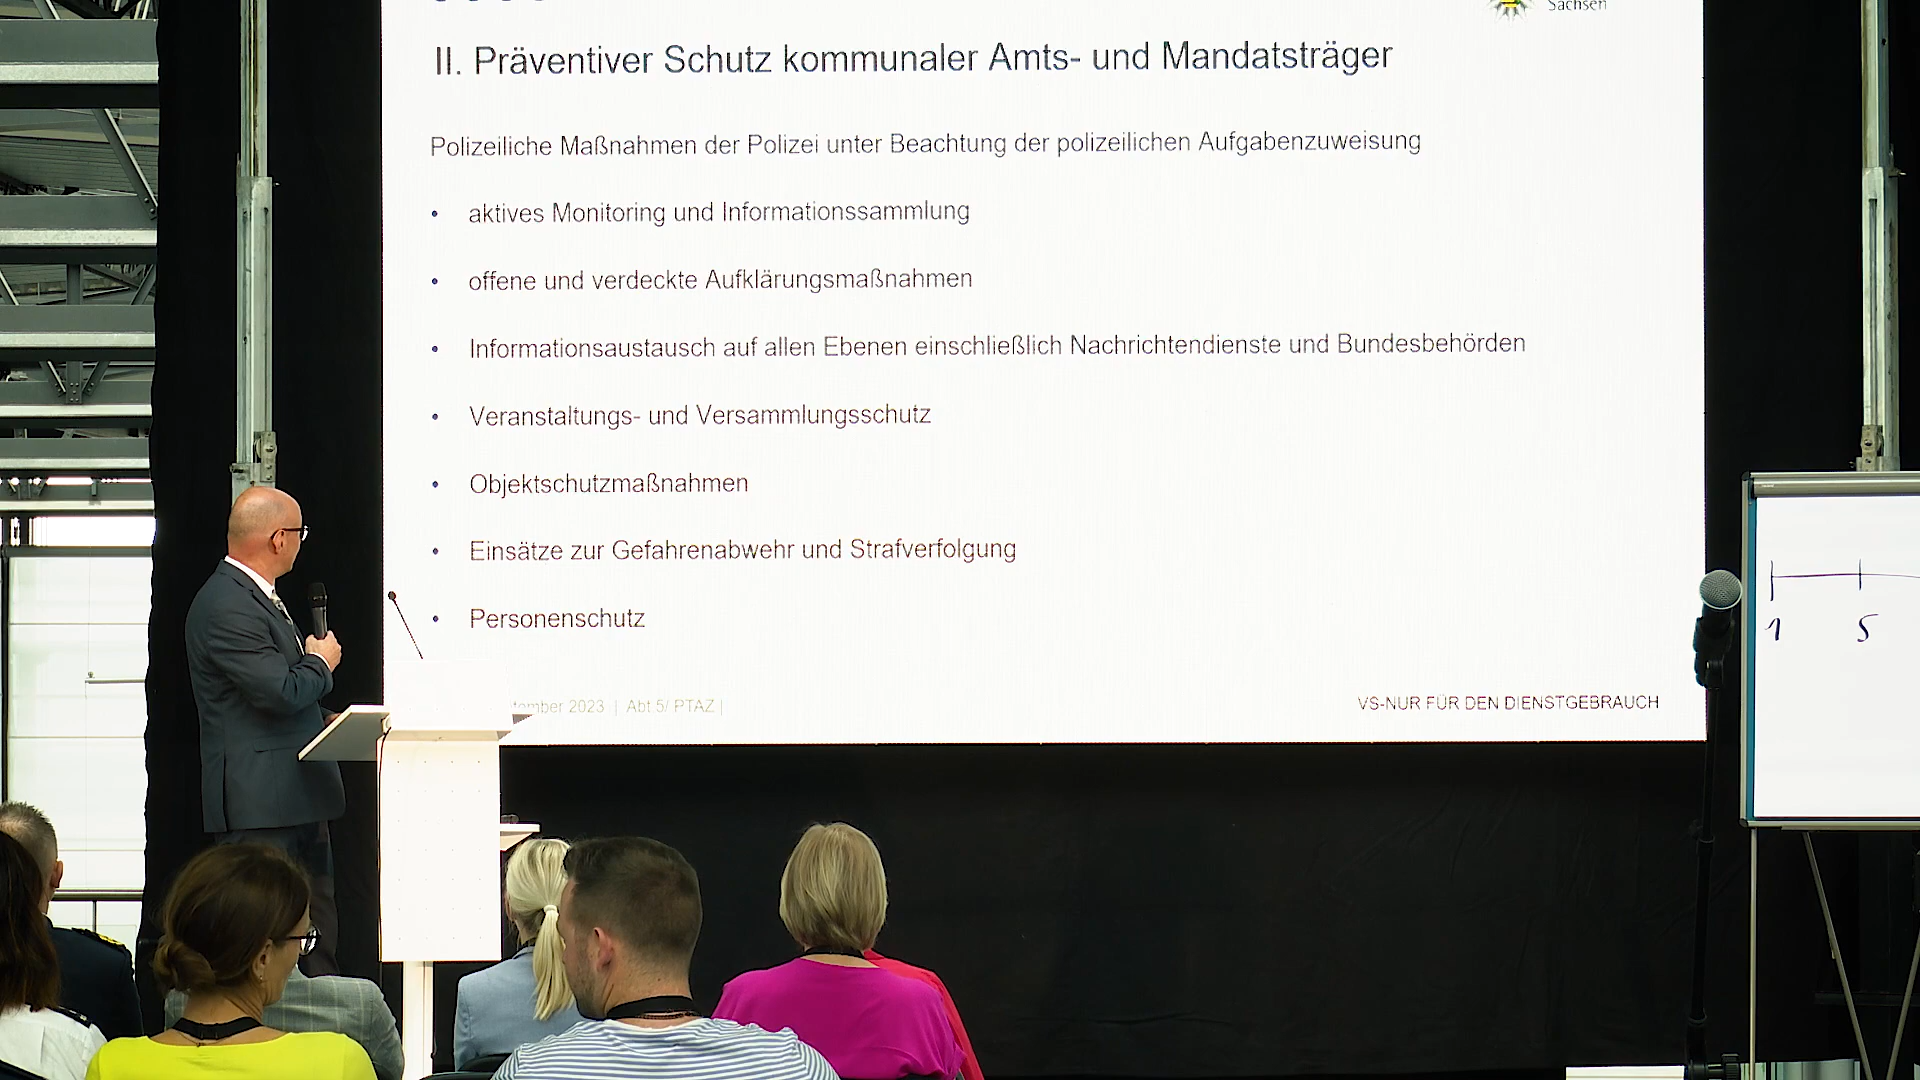 Sachsen
II. Präventiver Schutz kommunaler Amts- und Mandatsträger
Polizeiliche Maßnahmen der Polizei unter Beachtung der polizeilichen Aufgabenzuweisung
• aktives Monitoring und Informationssammlung
• offene und verdeckte Aufklärungsmaßnahmen
• Informationsaustausch auf allen Ebenen einschließlich Nachrichtendienste und Bundesbehörden
• Veranstaltungs- und Versammlungsschutz
• Objektschutzmaßnahmen
• Einsätze zur Gefahrenabwehr und Strafverfolgung
• Personenschutz
2023 | Abt.5/ PTAZ |
VS-NUR FÜR DEN DIENSTGEBRAUCH
1 5